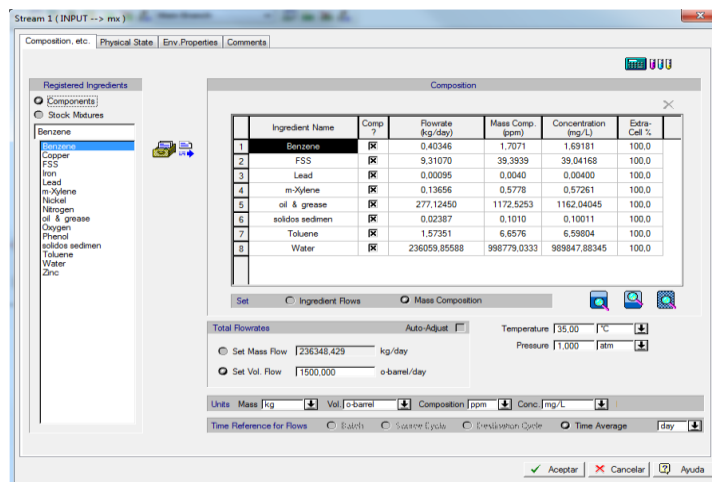 Stream 1 ( INPUT --> mx )
Composition, etc. Physical State Env.Properties Comments
Registered Ingredients
Components
Stock Mixtures
Benzene
Benzene
Copper
FSS
Iron
Lead
m-Xylene
Nickel
Nitrogen
oil & grease
Oxygen
Phenol
solidos sedimen
Toluene
Water
Zinc
Composition
Ingredient Name Comp ? Flowrate (kg/day) Mass Comp. (ppm) Concentration (mg/L) Extra-Cell %
1 Benzene 0,40346 1,7071 1,69181 100,0
2 FSS 9,31070 39,3939 39,04168 100,0
3 Lead 0,00095 0,0040 0,00400 100,0
4 m-Xylene 0,13656 0,5778 0,57261 100,0
5 oil & grease 277,12450 1172,5253 1162,04045 100,0
6 solidos sedimen 0,02387 0,1010 0,10011 100,0
7 Toluene 1,57351 6,6576 6,59804 100,0
8 Water 236059,85588 998779,0333 989847,88345 100,0
Set Ingredient Flows Mass Composition
Total Flowrates Auto-Adjust
Set Mass Flow 236348,429 kg/day
Set Vol. Flow 1500,000 o-barrel/day
Temperature 35,00 °C
Pressure 1,000 atm
Units Mass kg Vol. o-barrel Composition ppm Conc. mg/L
Time Reference for Flows Batch Source Cycle Destination Cycle Time Average day
Aceptar Cancelar Ayuda